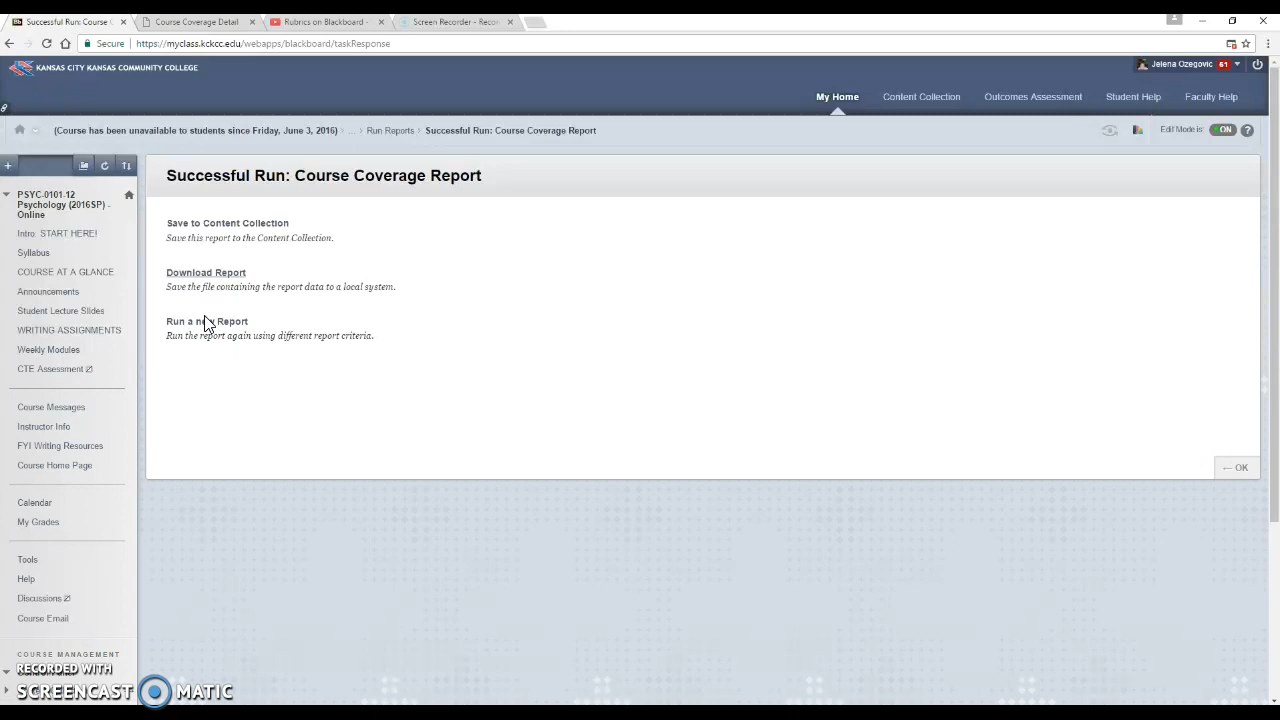 Successful Run: Course C
Course Coverage Detail
Rubrics on Blackboard -
Screen Recorder - Reco
Secure
https://myclass.kckcc.edu/webapps/blackboard/taskResponse
KANSAS CITY KANSAS COMMUNITY COLLEGE
Jelena Ozegovic 51
My Home
Content Collection
Outcomes Assessment
Student Help
Faculty Help
(Course has been unavailable to students since Friday, June 3, 2016)
...
Run Reports
Successful Run: Course Coverage Report
Edit Mode is: ON ?
PSYC-0101-12
Psychology (2016SP) -
Online
Intro: START HERE!
Syllabus
COURSE AT A GLANCE
Announcements
Student Lecture Slides
WRITING ASSIGNMENTS
Weekly Modules
CTE Assessment
Course Messages
Instructor Info
FYI Writing Resources
Course Home Page
Calendar
My Grades
Tools
Help
Discussions
Course Email
COURSE MANAGEMENT
Successful Run: Course Coverage Report
Save to Content Collection
Save this report to the Content Collection.
Download Report
Save the file containing the report data to a local system.
Run a new Report
Run the report again using different report criteria.
← OK
RECORDED WITH
SCREENCAST MATIC